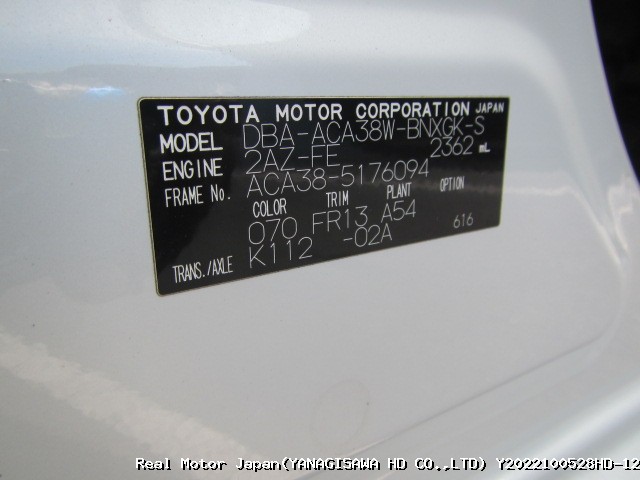 TOYOTA MOTOR CORPORATION JAPAN
MODEL DBA-ACA38W-BNXGK-S
ENGINE 2AZ-FE 2362 mL
FRAME No. ACA38-5176094
COLOR TRIM PLANT OPTION
070 FR13 A54
TRANS./AXLE K112 -02A 616
Real Motor Japan(YANAGISAWA HD CO.,LTD) Y2022100528HD-12